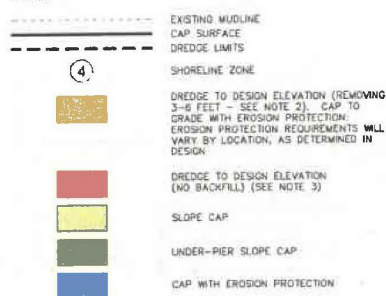 EXISTING MUDLINE
CAP SURFACE
DREDGE LIMITS
4
SHORELINE ZONE
DREDGE TO DESIGN ELEVATION (REMOVING
3-6 FEET - SEE NOTE 2). CAP TO
GRADE WITH EROSION PROTECTION:
EROSION PROTECTION REQUIREMENTS WILL
VARY BY LOCATION, AS DETERMINED IN
DESIGN
DREDGE TO DESIGN ELEVATION
(NO BACKFILL) (SEE NOTE 3)
SLOPE CAP
UNDER-PIER SLOPE CAP
CAP WITH EROSION PROTECTION